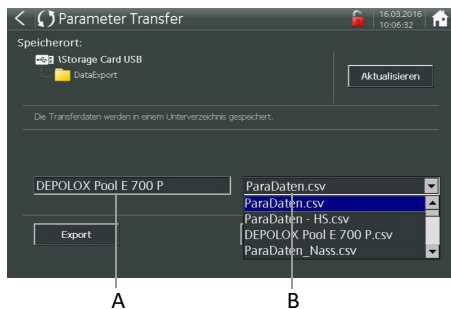 Parameter Transfer
16.03.2016
10:06:32
Speicherort:
\Storage Card USB
DataExport
Aktualisieren
Die Transferdaten werden in einem Unterverzeichnis gespeichert.
DEPOLOX Pool E 700 P
ParaDaten.csv
ParaDaten.csv
ParaDaten - HS.csv
DEPOLOX Pool E 700 P.csv
ParaDaten_Nass.csv
Export
A
B